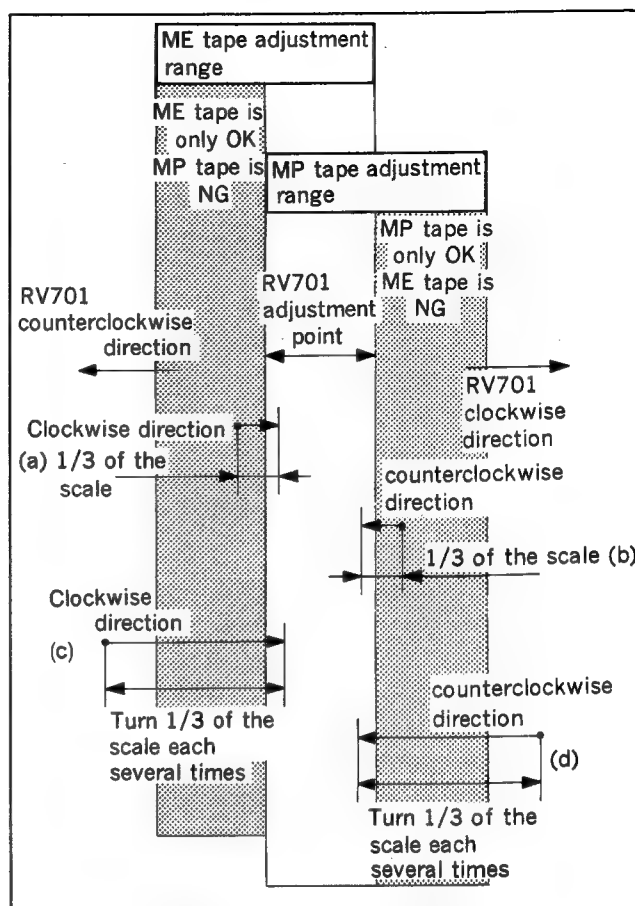 ME tape adjustment
range
ME tape is
only OK
MP tape is
NG
MP tape adjustment
range
MP tape is
only OK
ME tape is
NG
RV701
counterclockwise
direction
RV701
adjustment
point
RV701
clockwise
direction
Clockwise direction
(a) 1/3 of the
scale
counterclockwise
direction
1/3 of the scale (b)
Clockwise
direction
(c)
Turn 1/3 of the
scale each
several times
counterclockwise
direction
(d)
Turn 1/3 of the
scale each
several times